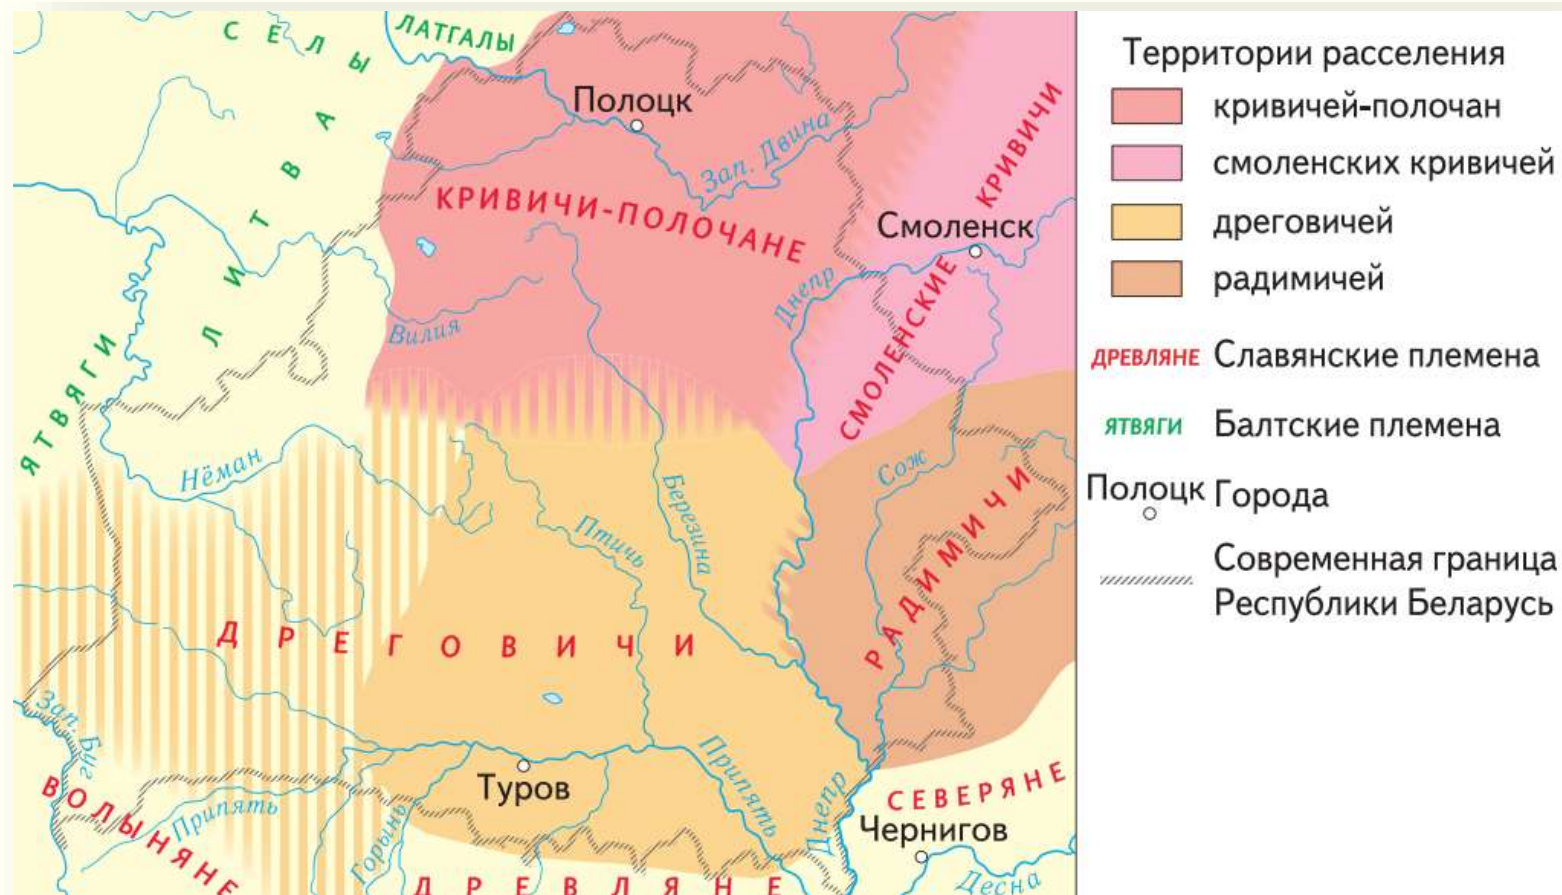 СЕЛЫ
ЛАТГАЛЫ
ЛИТВА
ЯТВЯГИ
Полоцк
Зап. Двина
КРИВИЧИ-ПОЛОЧАНЕ
СМОЛЕНСКИЕ КРИВИЧИ
Смоленск
Днепр
Вилия
Нёман
Птичь
Березина
Сож
РАДИМИЧИ
ДРЕГОВИЧИ
Зап. Буг
ВОЛЫНЯНЕ
Припять
Горынь
Туров
Припять
Днепр
СЕВЕРЯНЕ
Чернигов
Десна
ДРЕВЛЯНЕ
Территории расселения
кривичей-полочан
смоленских кривичей
дреговичей
радимичей
ДРЕВЛЯНЕ Славянские племена
ЯТВЯГИ Балтские племена
Полоцк Города
Современная граница
Республики Беларусь